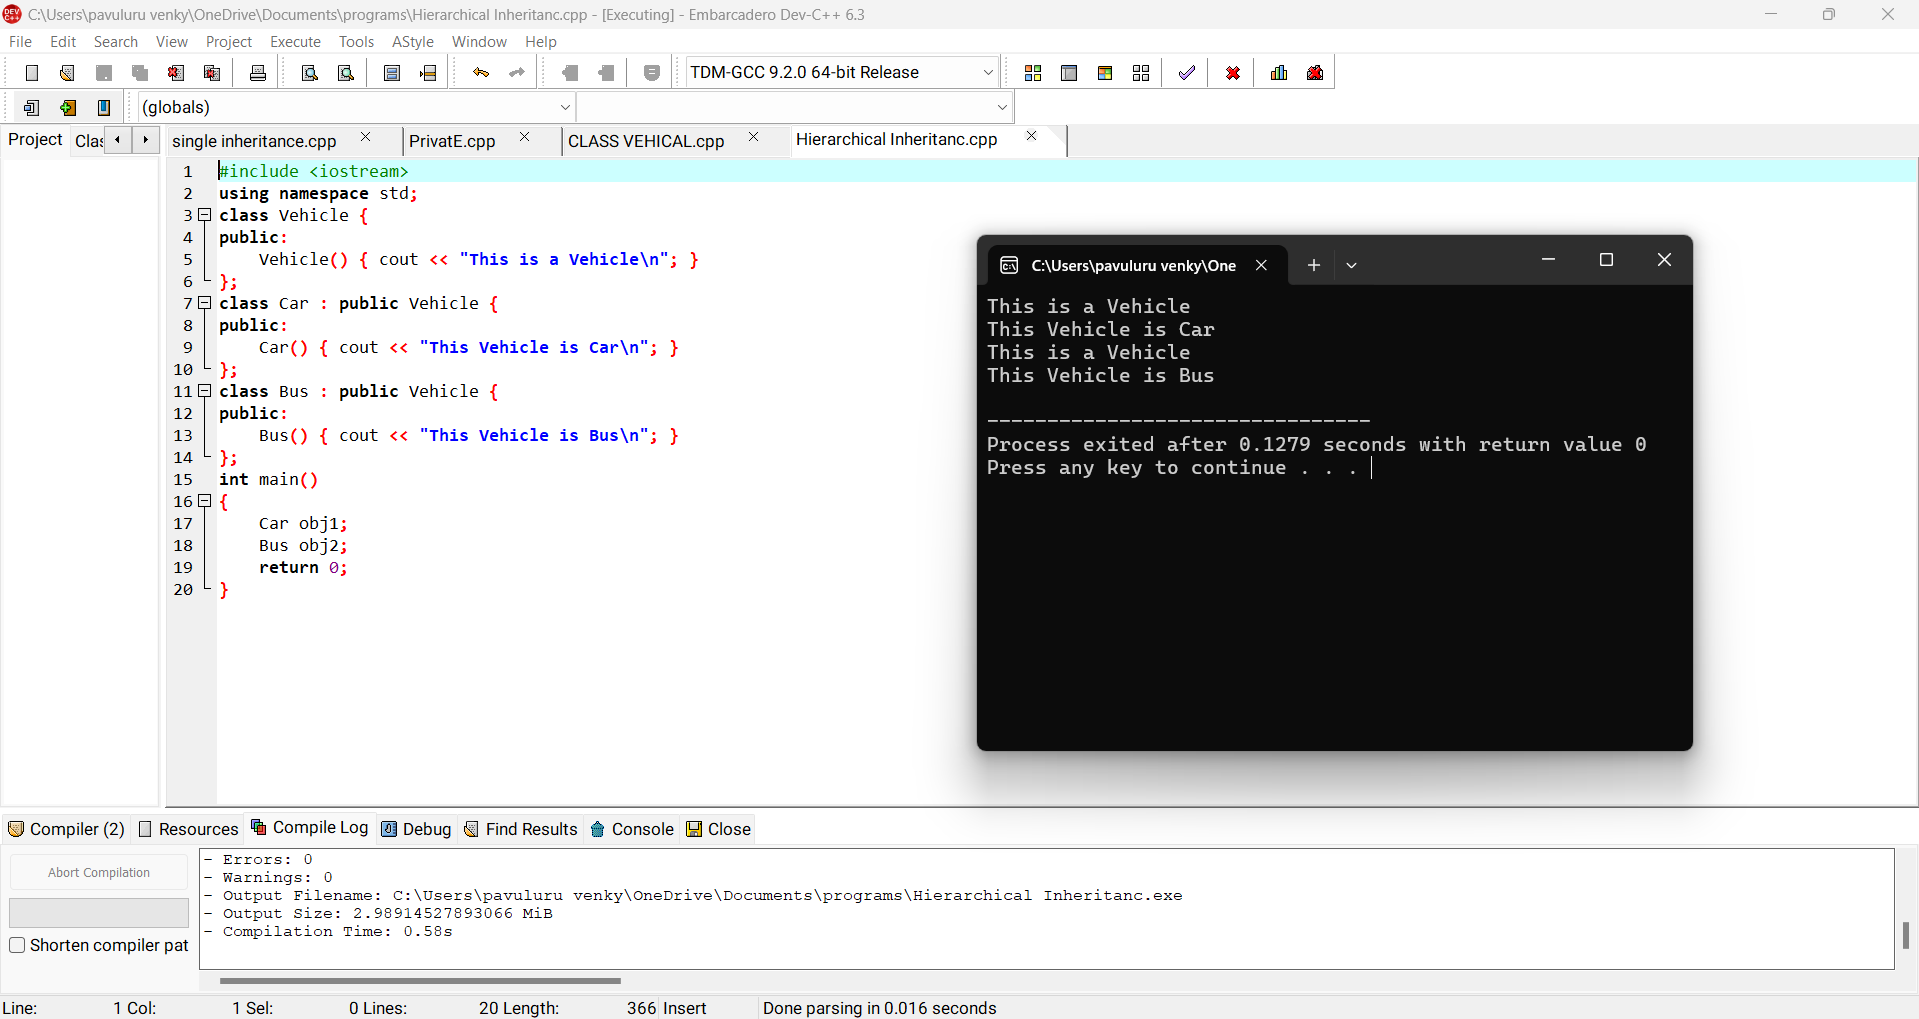 C:\Users\pavuluru venky\OneDrive\Documents\programs\Hierarchical Inheritanc.cpp - [Executing] - Embarcadero Dev-C++ 6.3
File Edit Search View Project Execute Tools AStyle Window Help
TDM-GCC 9.2.0 64-bit Release
(globals)
Project Clas
single inheritance.cpp PrivatE.cpp CLASS VEHICAL.cpp Hierarchical Inheritanc.cpp
1 #include <iostream>
2 using namespace std;
3 class Vehicle {
4 public:
5     Vehicle() { cout << "This is a Vehicle\n"; }
6 };
7 class Car : public Vehicle {
8 public:
9     Car() { cout << "This Vehicle is Car\n"; }
10 };
11 class Bus : public Vehicle {
12 public:
13     Bus() { cout << "This Vehicle is Bus\n"; }
14 };
15 int main()
16 {
17     Car obj1;
18     Bus obj2;
19     return 0;
20 }
C:\Users\pavuluru venky\One
This is a Vehicle
This Vehicle is Car
This is a Vehicle
This Vehicle is Bus
--------------------------------
Process exited after 0.1279 seconds with return value 0
Press any key to continue . . .
Compiler (2) Resources Compile Log Debug Find Results Console Close
Abort Compilation
Shorten compiler pat
- Errors: 0
- Warnings: 0
- Output Filename: C:\Users\pavuluru venky\OneDrive\Documents\programs\Hierarchical Inheritanc.exe
- Output Size: 2.98914527893066 MiB
- Compilation Time: 0.58s
Line: 1 Col: 1 Sel: 0 Lines: 20 Length: 366 Insert Done parsing in 0.016 seconds